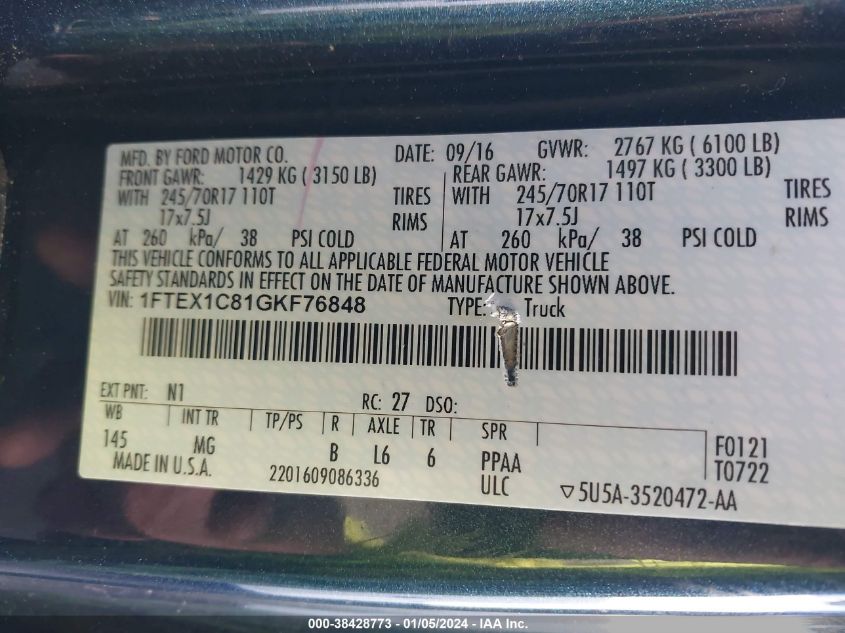 MFD. BY FORD MOTOR CO. DATE: 09/16 GVWR: 2767 KG ( 6100 LB)
FRONT GAWR: 1429 KG ( 3150 LB) REAR GAWR: 1497 KG ( 3300 LB)
WITH 245/70R17 110T TIRES WITH 245/70R17 110T TIRES
17x7.5J RIMS 17x7.5J RIMS
AT 260 kPa/ 38 PSI COLD AT 260 kPa/ 38 PSI COLD
THIS VEHICLE CONFORMS TO ALL APPLICABLE FEDERAL MOTOR VEHICLE
SAFETY STANDARDS IN EFFECT ON THE DATE OF MANUFACTURE SHOWN ABOVE.
VIN: 1FTEX1C81GKF76848 TYPE: Truck
EXT PNT: N1 RC: 27 DSO:
WB INT TR TP/PS R AXLE TR SPR
145 MG B L6 6 PPAA F0121
MADE IN U.S.A. 2201609086336 ULC T0722
▽5U5A-3520472-AA
000-38428773 - 01/05/2024 - IAA Inc.